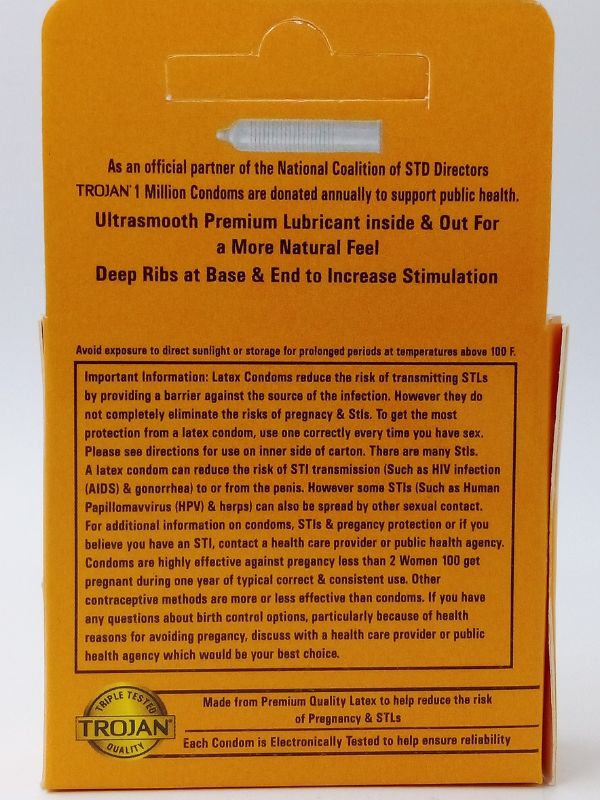 As an official partner of the National Coalition of STD Directors
TROJAN® 1 Million Condoms are donated annually to support public health.
Ultrasmooth Premium Lubricant inside & Out For
a More Natural Feel
Deep Ribs at Base & End to Increase Stimulation
Avoid exposure to direct sunlight or storage for prolonged periods at temperatures above 100 F.
Important Information: Latex Condoms reduce the risk of transmitting STLs
by providing a barrier against the source of the infection. However they do
not completely eliminate the risks of pregnacy & Stls. To get the most
protection from a latex condom, use one correctly every time you have sex.
Please see directions for use on inner side of carton. There are many Stls.
A latex condom can reduce the risk of STI transmission (Such as HIV infection
(AIDS) & gonorrhea) to or from the penis. However some STIs (Such as Human
Papillomavvirus (HPV) & herps) can also be spread by other sexual contact.
For additional information on condoms, STIs & pregancy protection or if you
believe you have an STI, contact a health care provider or public health agency.
Condoms are highly effective against pregancy less than 2 Women 100 get
pregnant during one year of typical correct & consistent use. Other
contraceptive methods are more or less effective than condoms. If you have
any questions about birth control options, particularly because of health
reasons for avoiding pregancy, discuss with a health care provider or public
health agency which would be your best choice.
TRIPLE TESTED
TROJAN®
QUALITY
Made from Premium Quality Latex to help reduce the risk
of Pregnancy & STLs
Each Condom is Electronically Tested to help ensure reliability